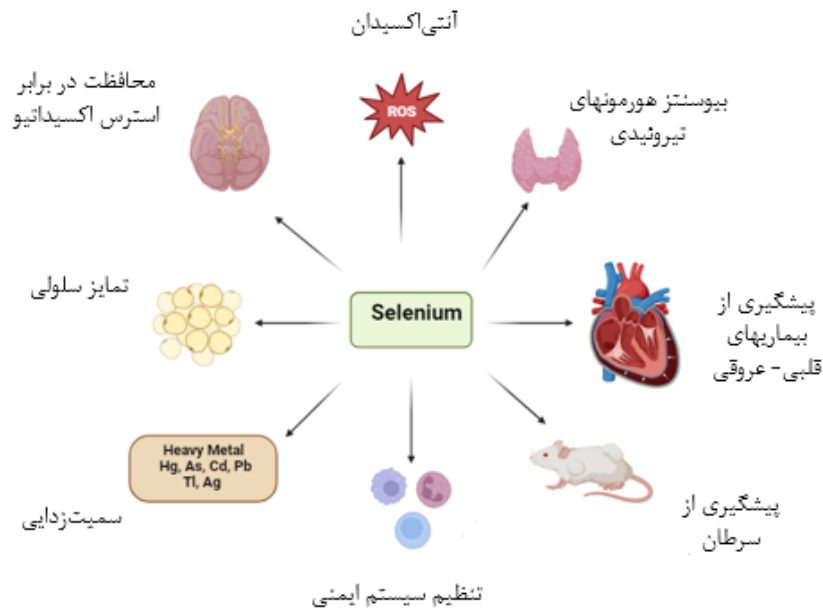 آنتی‌اکسیدان
ROS
بیوسنتز هورمونهای
تیروئیدی
پیشگیری از
بیماریهای
قلبی- عروقی
پیشگیری از
سرطان
تنظیم سیستم ایمنی
Heavy Metal
Hg, As, Cd, Pb
Tl, Ag
سمیت‌زدایی
تمایز سلولی
محافظت در برابر
استرس اکسیداتیو
Selenium